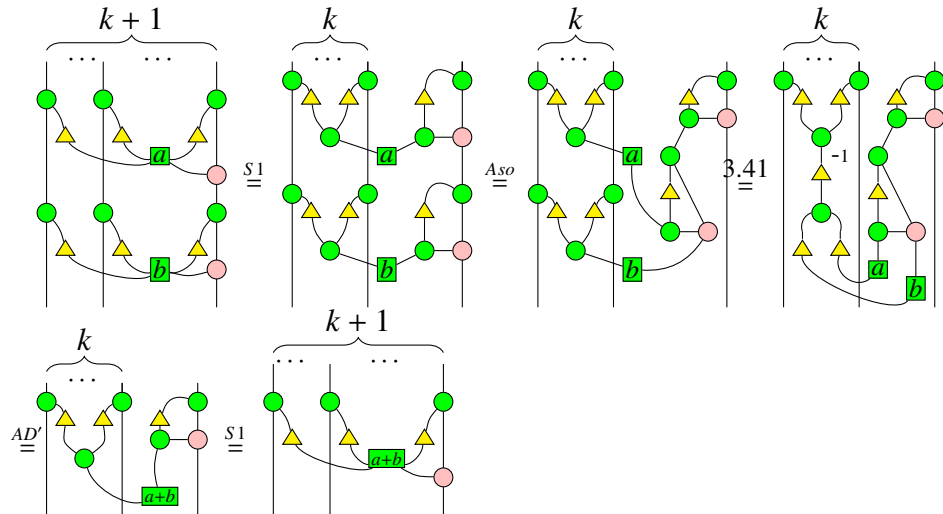 k + 1 k k k
... ... ... ... ...
a S1 = a Aso = a 3.41 = -1
b b b a b
k k + 1
... ... ...
AD′ = a+b S1 = a+b